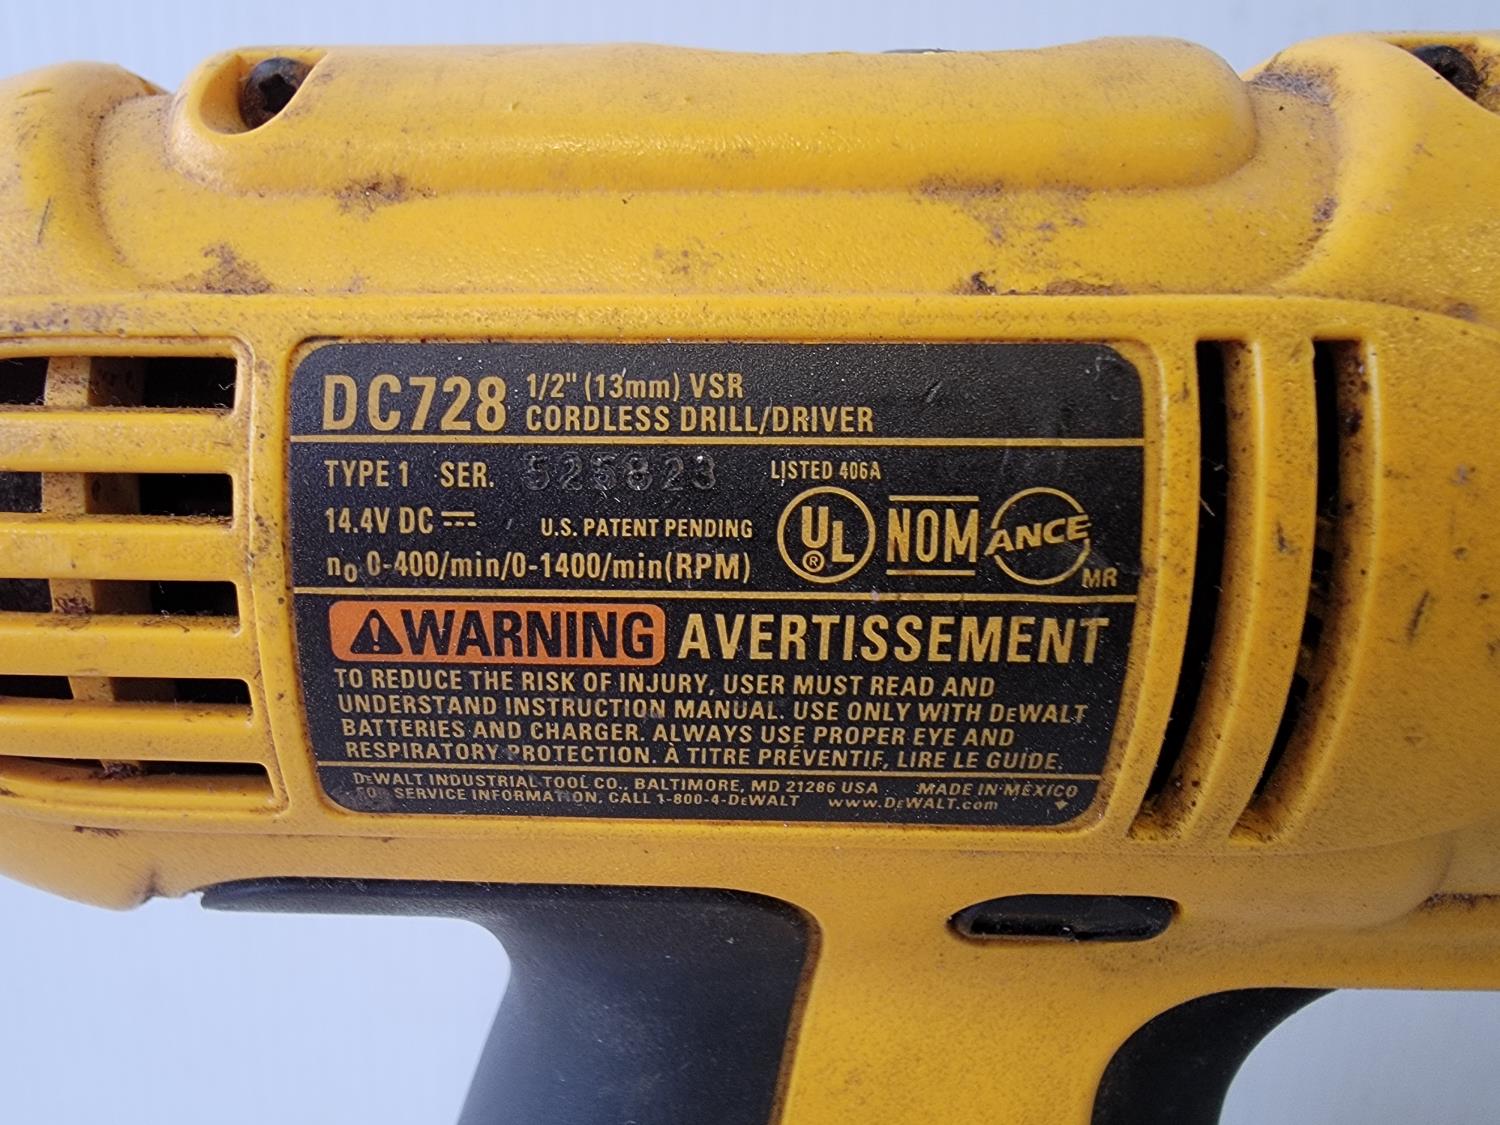 DC728 1/2" (13mm) VSR
CORDLESS DRILL/DRIVER
TYPE 1 SER. 525823 LISTED 406A
14.4V DC U.S. PATENT PENDING
n₀ 0-400/min/0-1400/min(RPM)
UL ® NOM ANCE MR
WARNING AVERTISSEMENT
TO REDUCE THE RISK OF INJURY, USER MUST READ AND
UNDERSTAND INSTRUCTION MANUAL. USE ONLY WITH DEWALT
BATTERIES AND CHARGER. ALWAYS USE PROPER EYE AND
RESPIRATORY PROTECTION. À TITRE PRÉVENTIF, LIRE LE GUIDE.
DEWALT INDUSTRIAL TOOL CO., BALTIMORE, MD 21286 USA MADE IN MÉXICO
FOR SERVICE INFORMATION, CALL 1-800-4-DEWALT www.DEWALT.com